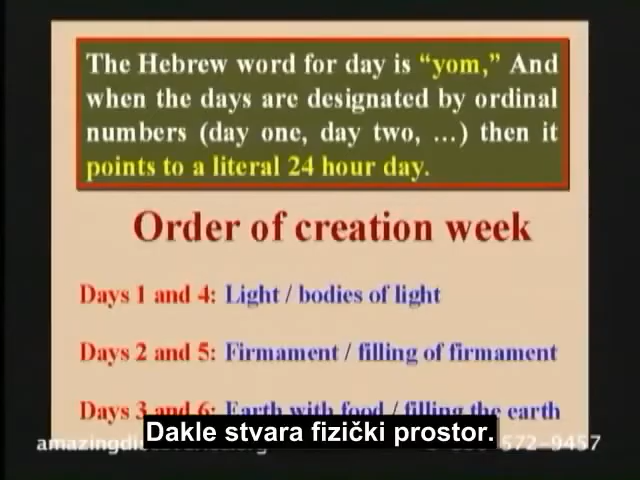 The Hebrew word for day is “yom,” And
when the days are designated by ordinal
numbers (day one, day two, …) then it
points to a literal 24 hour day.
Order of creation week
Days 1 and 4: Light / bodies of light
Days 2 and 5: Firmament / filling of firmament
Days 3 and 6: Earth with food / filling the earth
Dakle stvara fizički prostor.
572-9457